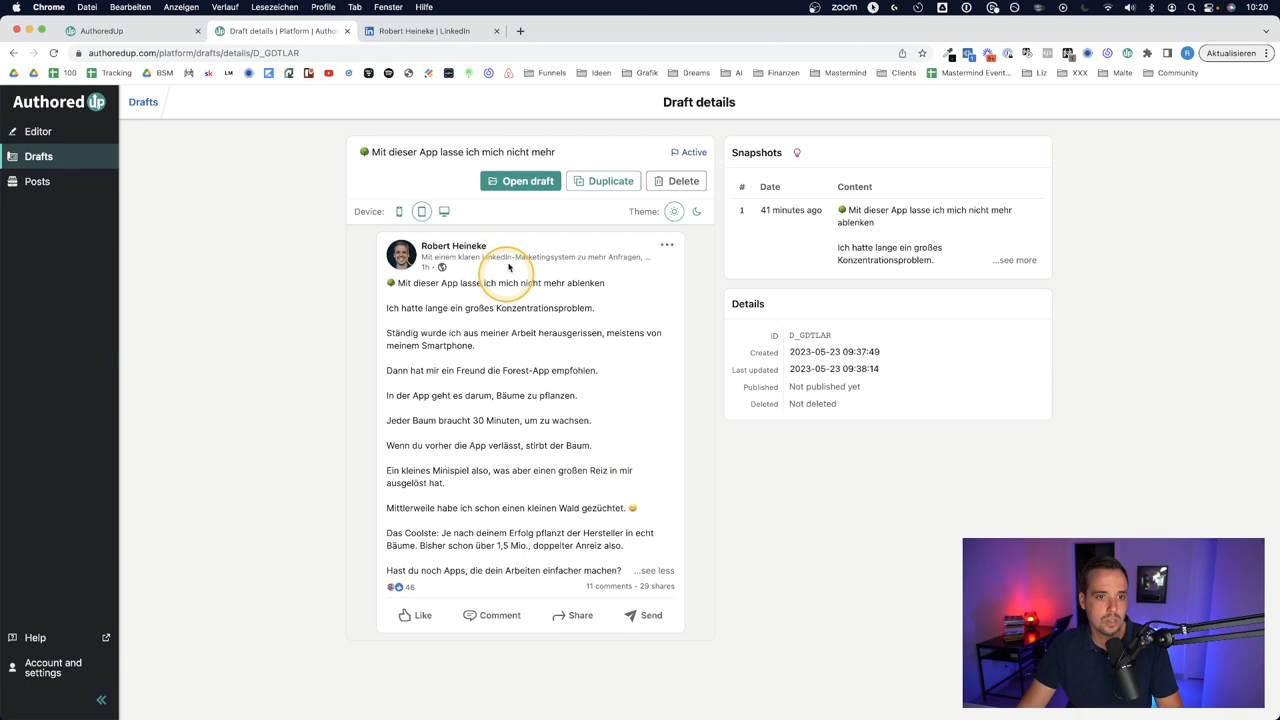 Chrome Datei Bearbeiten Anzeigen Verlauf Lesezeichen Profile Tab Fenster Hilfe
zoom
10:20
AuthoredUp
Draft details | Platform | Autho
Robert Heineke | LinkedIn
authoredup.com/platform/drafts/details/D_GDTLAR
R
Aktualisieren
100 Tracking BSM LM Funnels Ideen Grafik Dreams AI Finanzen Mastermind Clients Mastermind Event... Liz XXX Malte Community
Authored Up
Drafts
Draft details
Editor
Drafts
Posts
Help
Account and
settings
Mit dieser App lasse ich mich nicht mehr
Active
Open draft
Duplicate
Delete
Device:
Theme:
Robert Heineke
Mit einem klaren LinkedIn-Marketingsystem zu mehr Anfragen, ...
1h •
🌳 Mit dieser App lasse ich mich nicht mehr ablenken
Ich hatte lange ein großes Konzentrationsproblem.
Ständig wurde ich aus meiner Arbeit herausgerissen, meistens von
meinem Smartphone.
Dann hat mir ein Freund die Forest-App empfohlen.
In der App geht es darum, Bäume zu pflanzen.
Jeder Baum braucht 30 Minuten, um zu wachsen.
Wenn du vorher die App verlässt, stirbt der Baum.
Ein kleines Minispiel also, was aber einen großen Reiz in mir
ausgelöst hat.
Mittlerweile habe ich schon einen kleinen Wald gezüchtet. 😄
Das Coolste: Je nach deinem Erfolg pflanzt der Hersteller in echt
Bäume. Bisher schon über 1,5 Mio., doppelter Anreiz also.
Hast du noch Apps, die dein Arbeiten einfacher machen? ...see less
46
11 comments • 29 shares
Like
Comment
Share
Send
Snapshots
# Date Content
1 41 minutes ago 🌳 Mit dieser App lasse ich mich nicht mehr
ablenken
Ich hatte lange ein großes
Konzentrationsproblem. ...see more
Details
ID D_GDTLAR
Created 2023-05-23 09:37:49
Last updated 2023-05-23 09:38:14
Published Not published yet
Deleted Not deleted